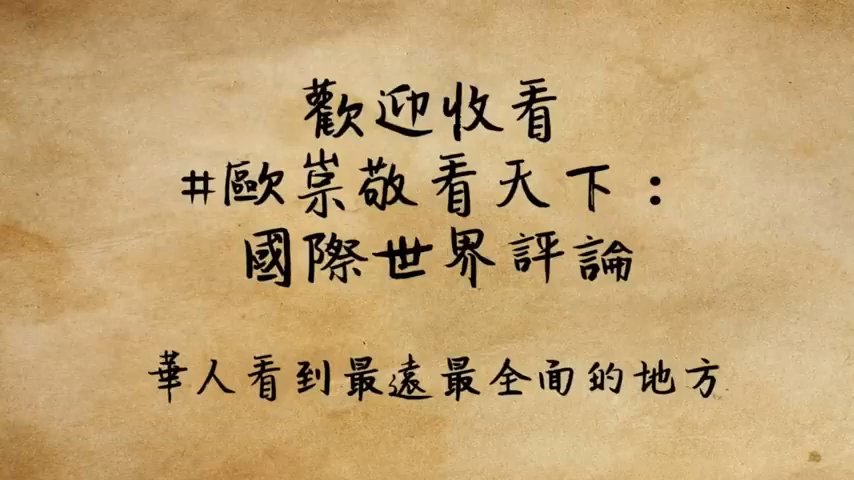 歡迎收看
#歐崇敬看天下：
國際世界評論
華人看到最遠最全面的地方